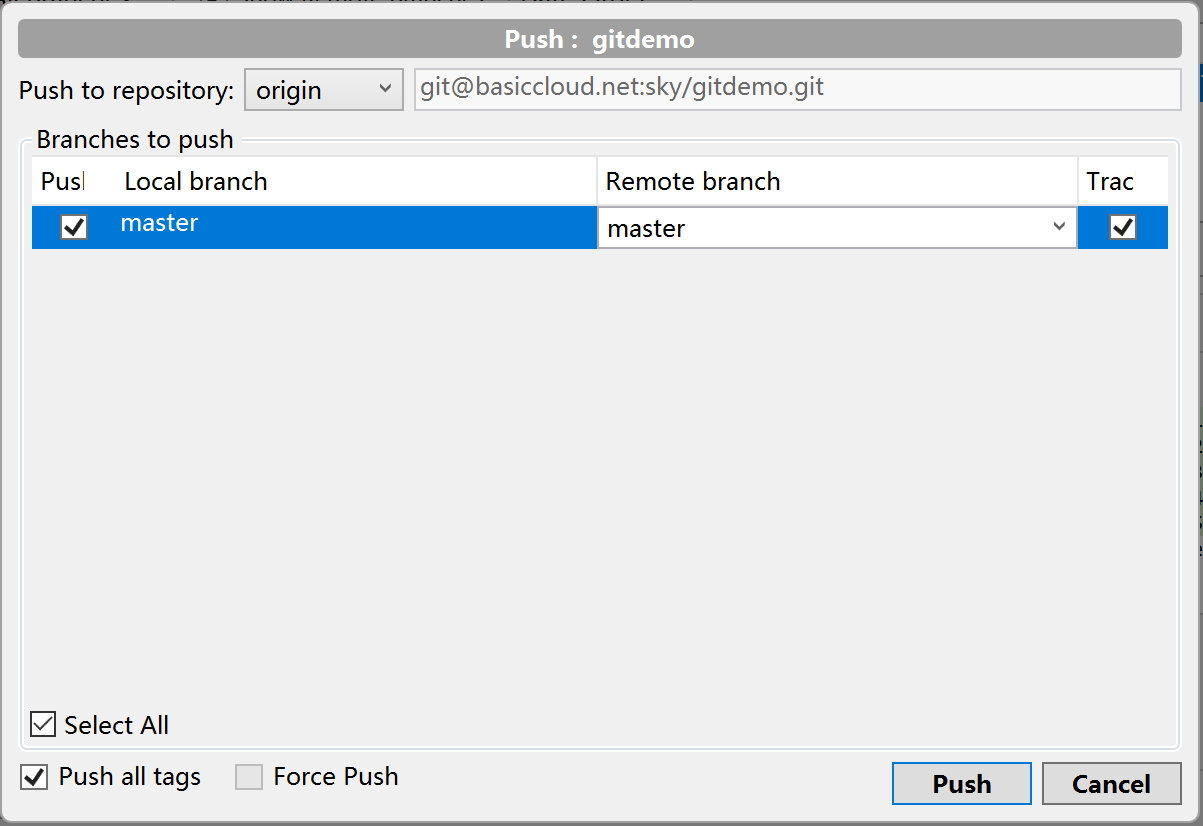 Push : gitdemo
Push to repository: origin git@basiccloud.net:sky/gitdemo.git
Branches to push
Push Local branch Remote branch Trac
master master
Select All
Push all tags Force Push Push Cancel